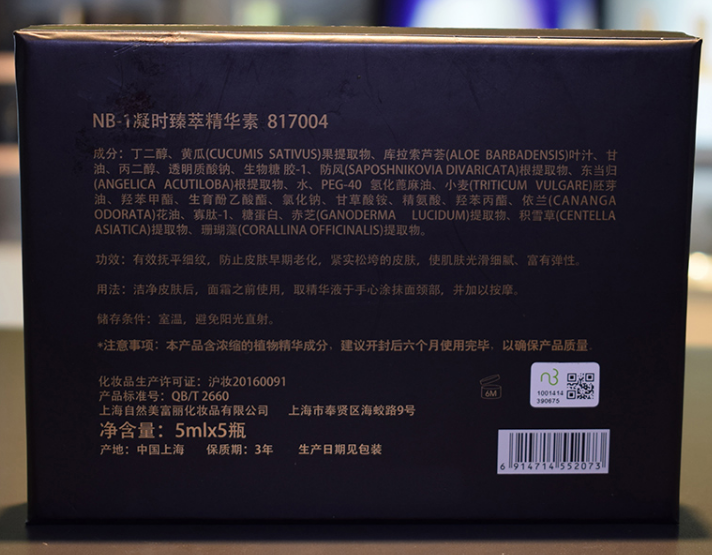 NB-1凝时臻萃精华素 817004
成分：丁二醇、黄瓜(CUCUMIS SATIVUS)果提取物、库拉索芦荟(ALOE BARBADENSIS)叶汁、甘
油、丙二醇、透明质酸钠、生物糖胶-1、防风(SAPOSHNIKOVIA DIVARICATA)根提取物、东当归
(ANGELICA ACUTILOBA)根提取物、水、PEG-40 氢化蓖麻油、小麦(TRITICUM VULGARE)胚芽
油、羟苯甲酯、生育酚乙酸酯、氯化钠、甘草酸铵、精氨酸、羟苯丙酯、依兰(CANANGA
ODORATA)花油、寡肽-1、糖蛋白、赤芝(GANODERMA LUCIDUM)提取物、积雪草(CENTELLA
ASIATICA)提取物、珊瑚藻(CORALLINA OFFICINALIS)提取物。
功效：有效抚平细纹，防止皮肤早期老化，紧实松垮的皮肤，使肌肤光滑细腻、富有弹性。
用法：洁净皮肤后，面霜之前使用，取精华液于手心涂抹面颈部，并加以按摩。
储存条件：室温，避免阳光直射。
*注意事项：本产品含浓缩的植物精华成分，建议开封后六个月使用完毕，以确保产品质量
化妆品生产许可证：沪妆20160091
产品标准号：QB/T 2660
上海自然美富丽化妆品有限公司 上海市奉贤区海蛟路9号
净含量：5mlx5瓶
产地：中国上海 保质期：3年 生产日期见包装
6M
1001414
390675
6 914714 552073